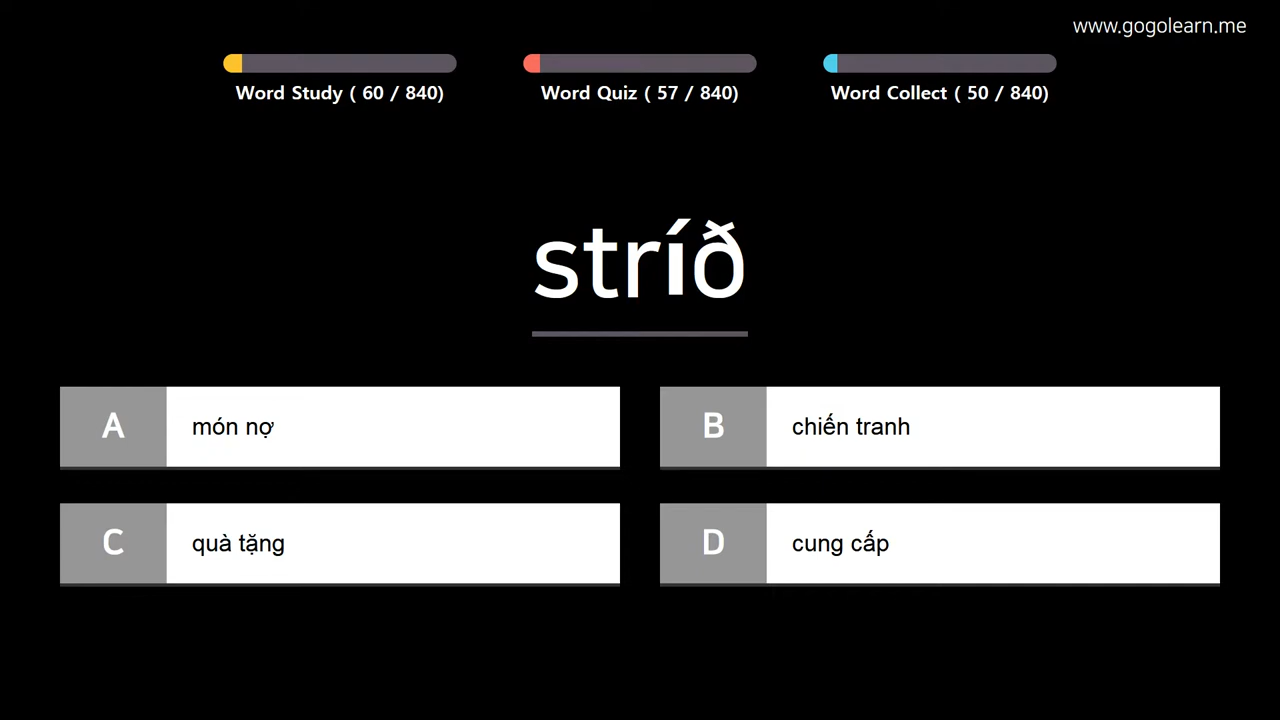 www.gogolearn.me
Word Study ( 60 / 840)
Word Quiz ( 57 / 840)
Word Collect ( 50 / 840)
stríð
A món nợ
B chiến tranh
C quà tặng
D cung cấp